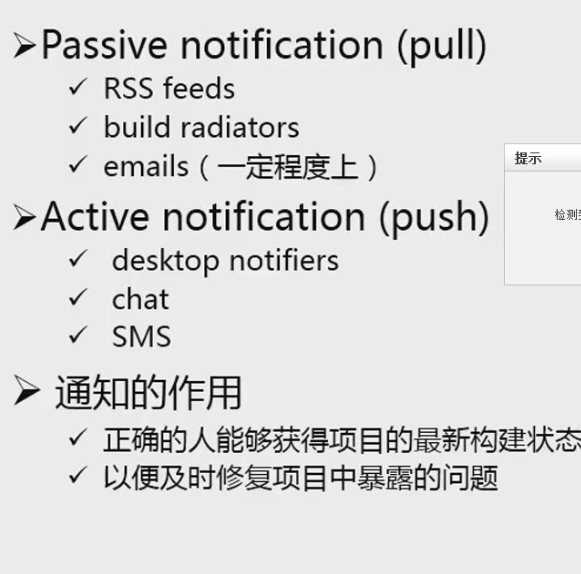 ➢Passive notification (pull)
✓ RSS feeds
✓ build radiators
✓ emails（一定程度上）
提示
检测到
➢Active notification (push)
✓ desktop notifiers
✓ chat
✓ SMS
➢ 通知的作用
✓ 正确的人能够获得项目的最新构建状态
✓ 以便及时修复项目中暴露的问题